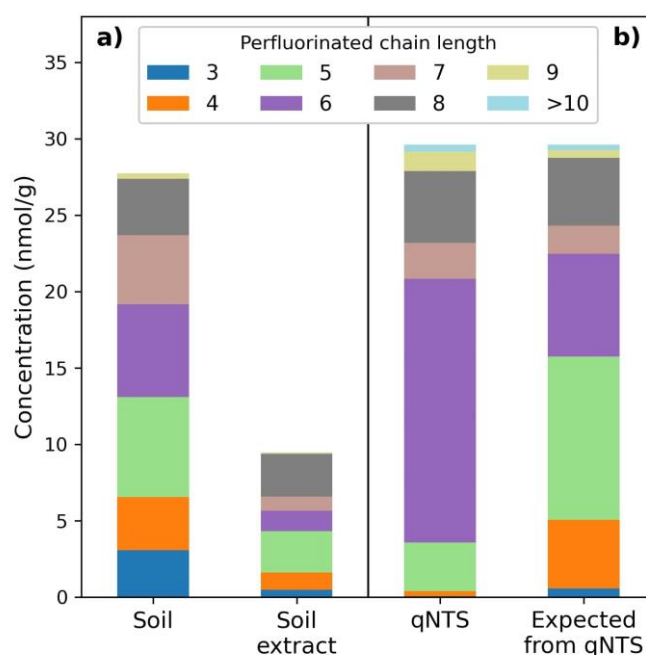 a)
b)
Perfluorinated chain length
3 5 7 9
4 6 8 >10
Concentration (nmol/g)
35
30
25
20
15
10
5
0
Soil
Soil
extract
qNTS
Expected
from qNTS